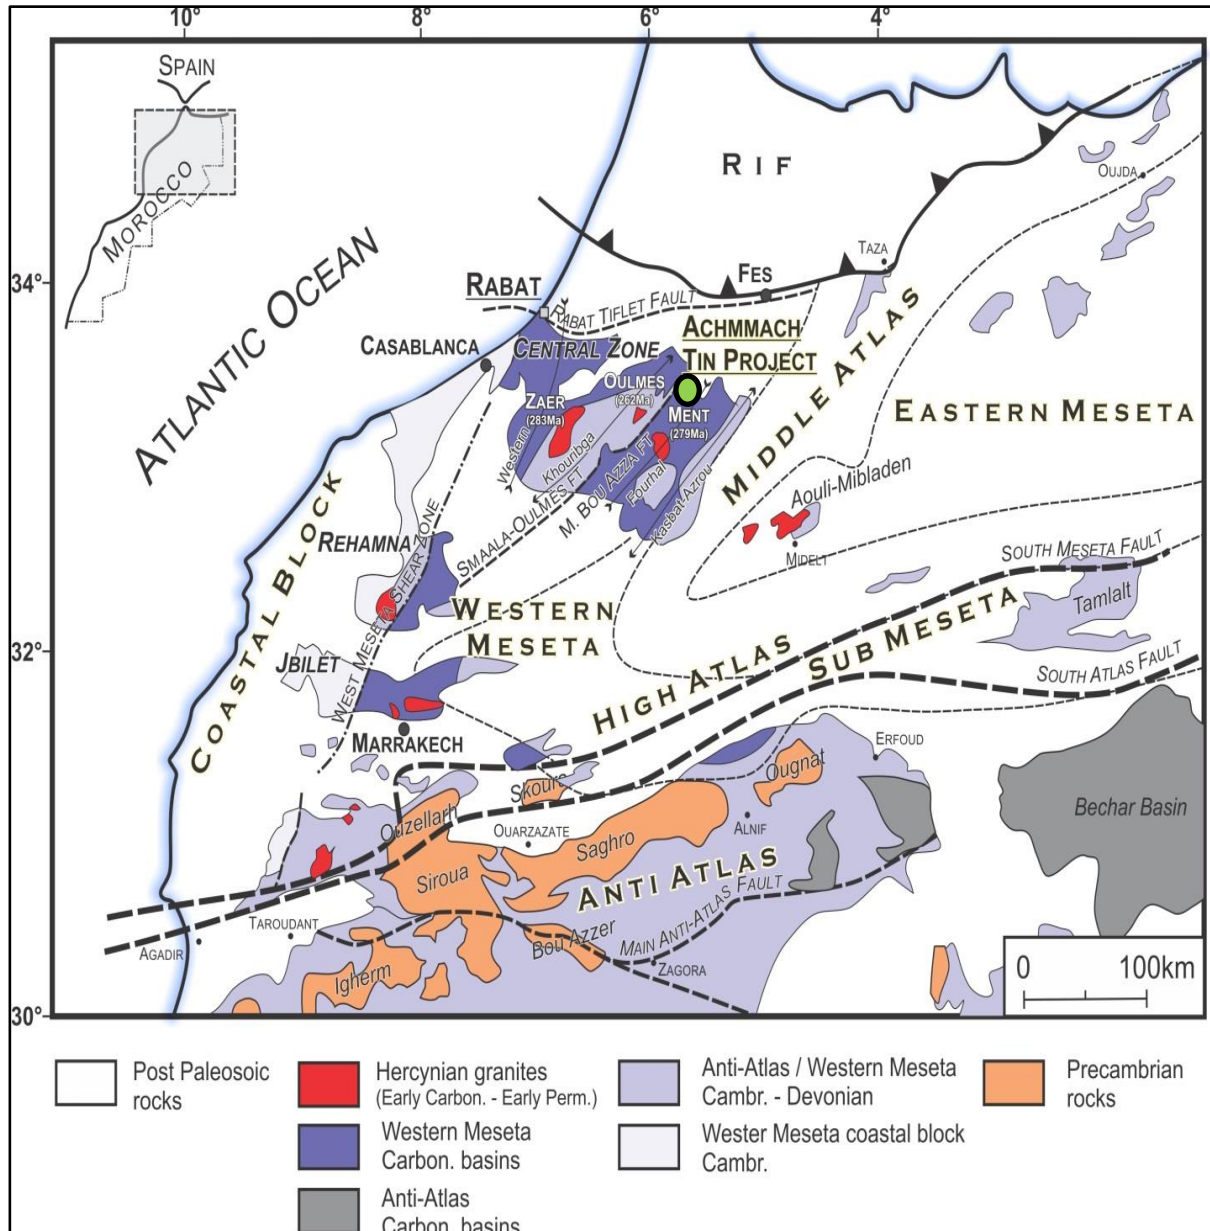 10°
8°
6°
4°
SPAIN
MOROCCO
RIF
OUJDA
TAZA
34°
ATLANTIC OCEAN
RABAT
FES
RABAT TIFLET FAULT
ACHMMACH
TIN PROJECT
CASABLANCA
CENTRAL ZONE
MIDDLE ATLAS
EASTERN MESETA
OULMES
(262Ma)
ZAER
(283Ma)
MENT
(279Ma)
Western
Khounbga
SMAALA-OULMES FT
M. BOU AZZA FT
Fourhal
Kasbat-Azrou
Aouli-Mibladen
MIDELT
COASTAL BLOCK
REHAMNA
WEST MESETA SHEAR ZONE
WESTERN
MESETA
SOUTH MESETA FAULT
Tamlalt
32°
JBILET
HIGH ATLAS
SUB MESETA
SOUTH ATLAS FAULT
MARRAKECH
ERFOUD
Skoura
Ougnat
Bechar Basin
Ouzellarh
OUARZAZATE
ALNIF
Saghro
Siroua
ANTI ATLAS
TAROUDANT
AGADIR
Bou Azzer
MAIN ANTI-ATLAS FAULT
ZAGORA
Igherm
0 100km
30°
Post Paleosoic
rocks
Hercynian granites
(Early Carbon. - Early Perm.)
Western Meseta
Carbon. basins
Anti-Atlas
Carbon. basins
Anti-Atlas / Western Meseta
Cambr. - Devonian
Wester Meseta coastal block
Cambr.
Precambrian
rocks